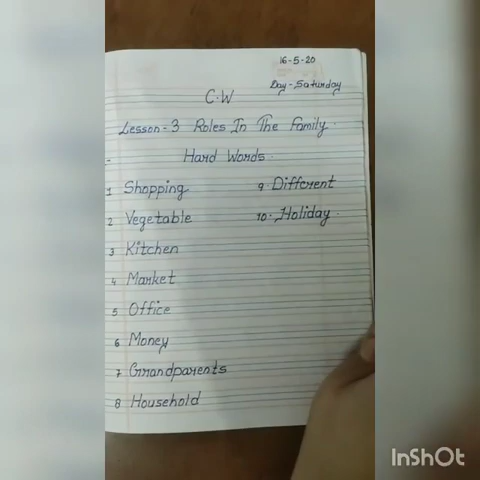 16-5-20
Day-Saturday
C.W
Lesson-3 Roles In The Family.
Hard Words.
1 Shopping
2 Vegetable
3 Kitchen
4 Market
5 Office
6 Money
7 Grandparents
8 Household
9. Different
10. Holiday.
InShOt